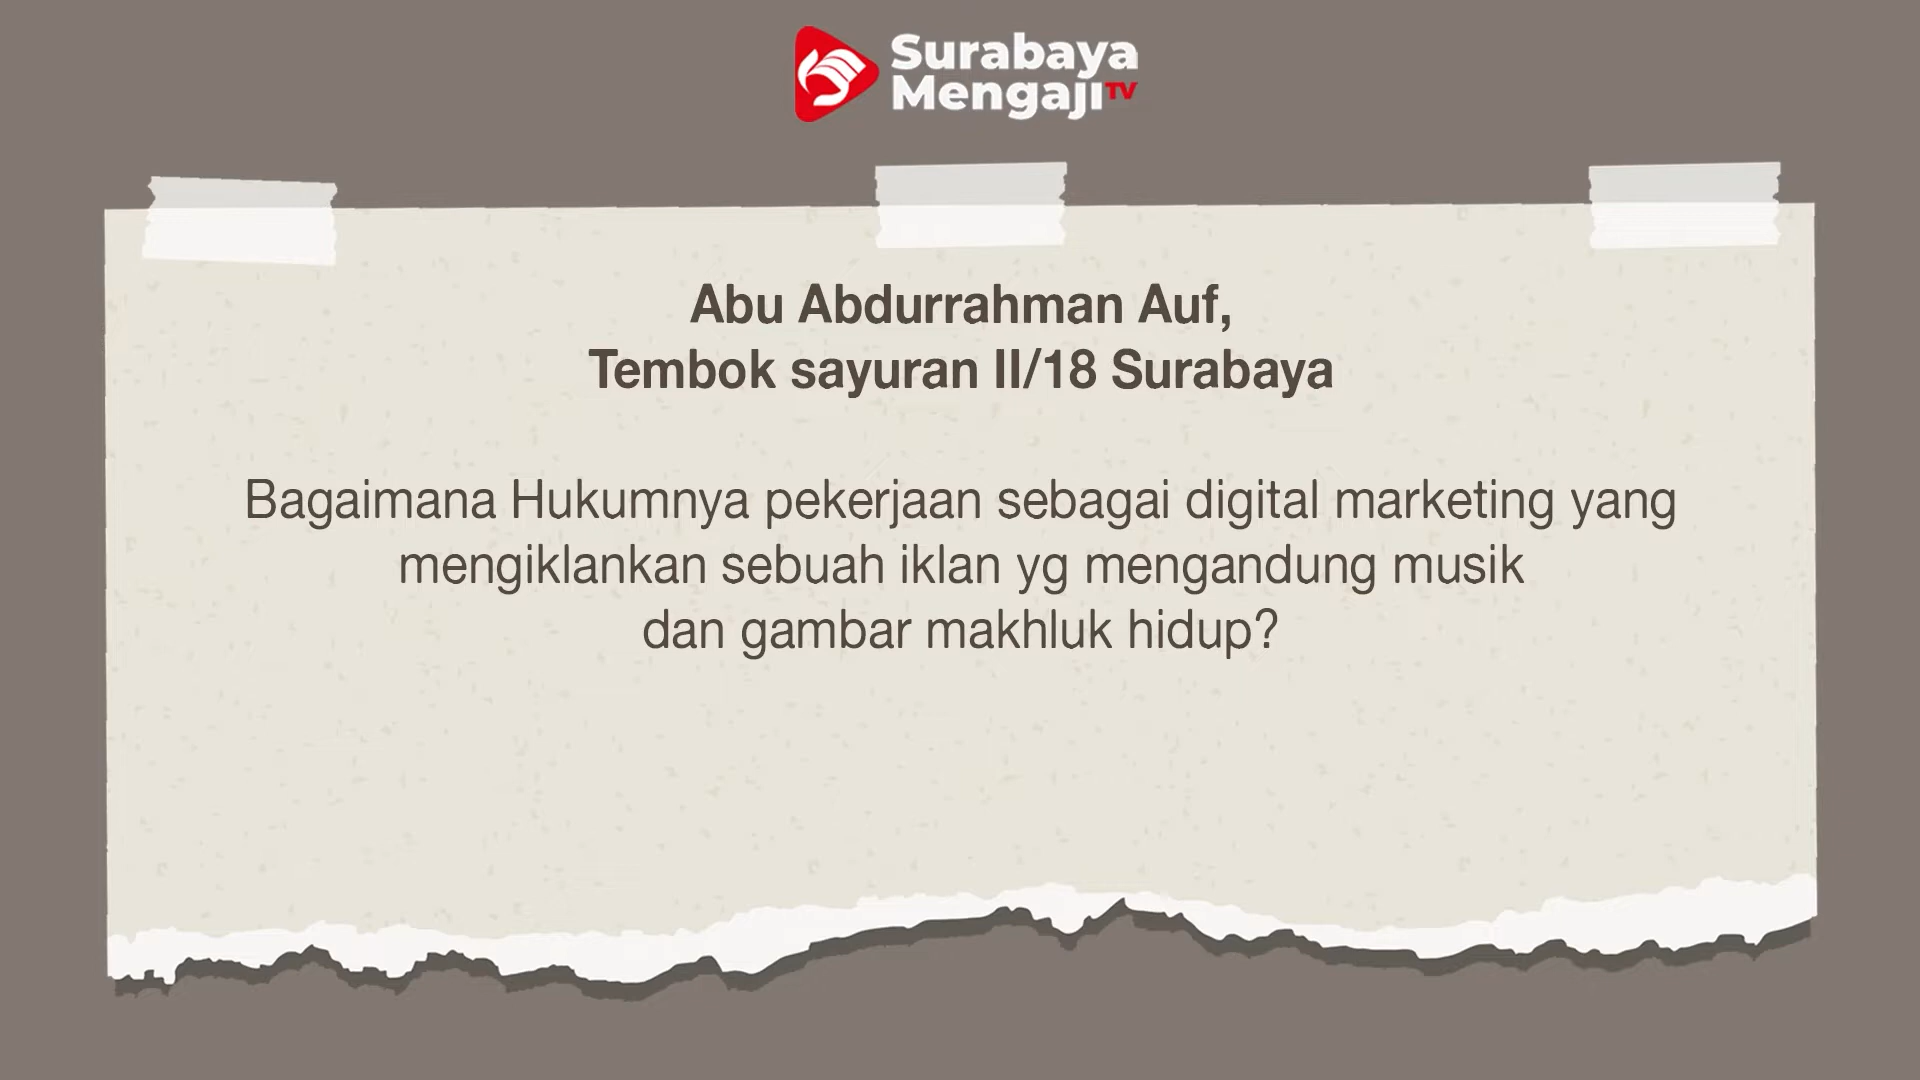 Surabaya
MengajiTV
Abu Abdurrahman Auf,
Tembok sayuran II/18 Surabaya
Bagaimana Hukumnya pekerjaan sebagai digital marketing yang
mengiklankan sebuah iklan yg mengandung musik
dan gambar makhluk hidup?